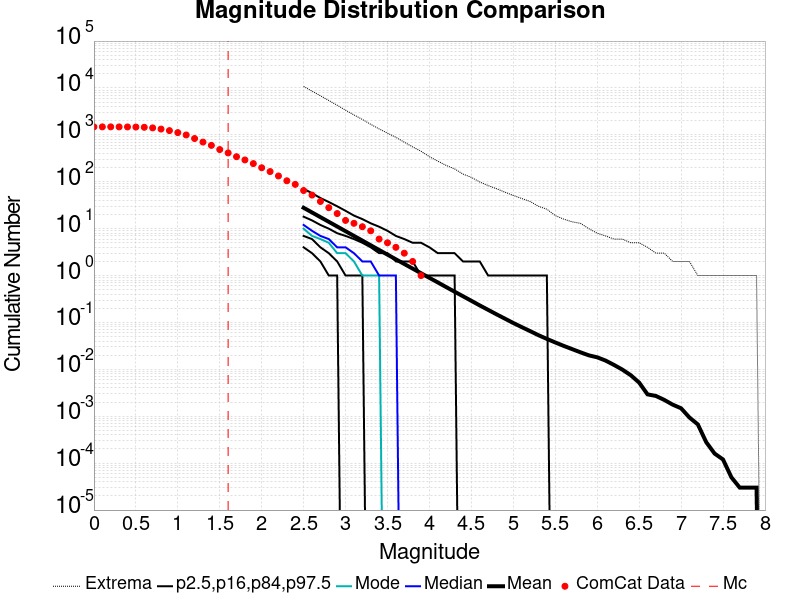 Magnitude Distribution Comparison
10^5
10^4
10^3
10^2
10^1
10^0
10^-1
10^-2
10^-3
10^-4
10^-5
Cumulative Number
0 0.5 1 1.5 2 2.5 3 3.5 4 4.5 5 5.5 6 6.5 7 7.5 8
Magnitude
Extrema p2.5,p16,p84,p97.5 Mode Median Mean ComCat Data Mc